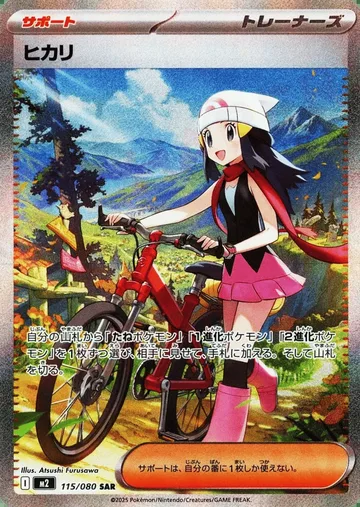 サポート トレーナーズ
ヒカリ
自分の山札から「たねポケモン」「1進化ポケモン」「2進化ポケ
モン」を1枚ずつ選び、相手に見せて、手札に加える。そして山札
を切る。
Illus. Atsushi Furusawa
I m2 115/080 SAR
サポートは、自分の番に1枚しか使えない。
©2025 Pokémon/Nintendo/Creatures/GAME FREAK.